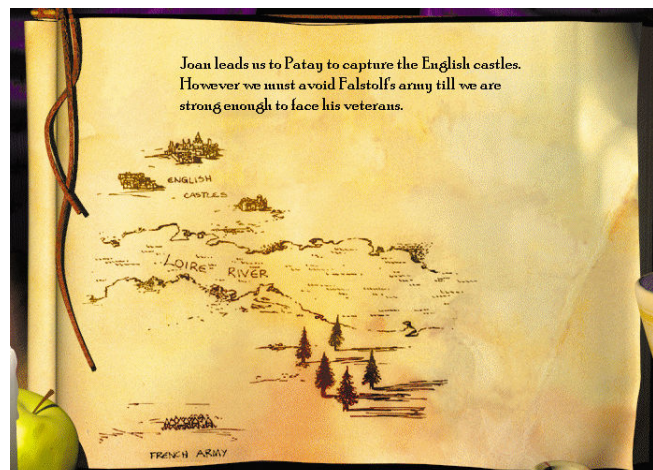 Joan leads us to Patay to capture the English castles.
However we must avoid Falstolf's army till we are
strong enough to face his veterans.
ENGLISH
CASTLES
LOIRE
RIVER
FRENCH ARMY